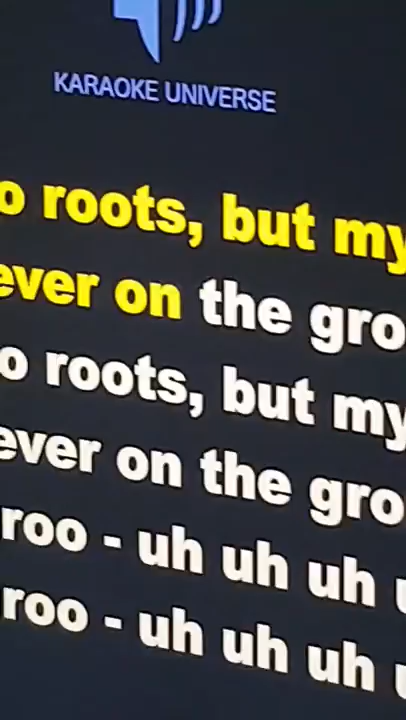 KARAOKE UNIVERSE
o roots, but my
ever on the gro
o roots, but my
ever on the gro
roo - uh uh uh u
roo - uh uh uh u